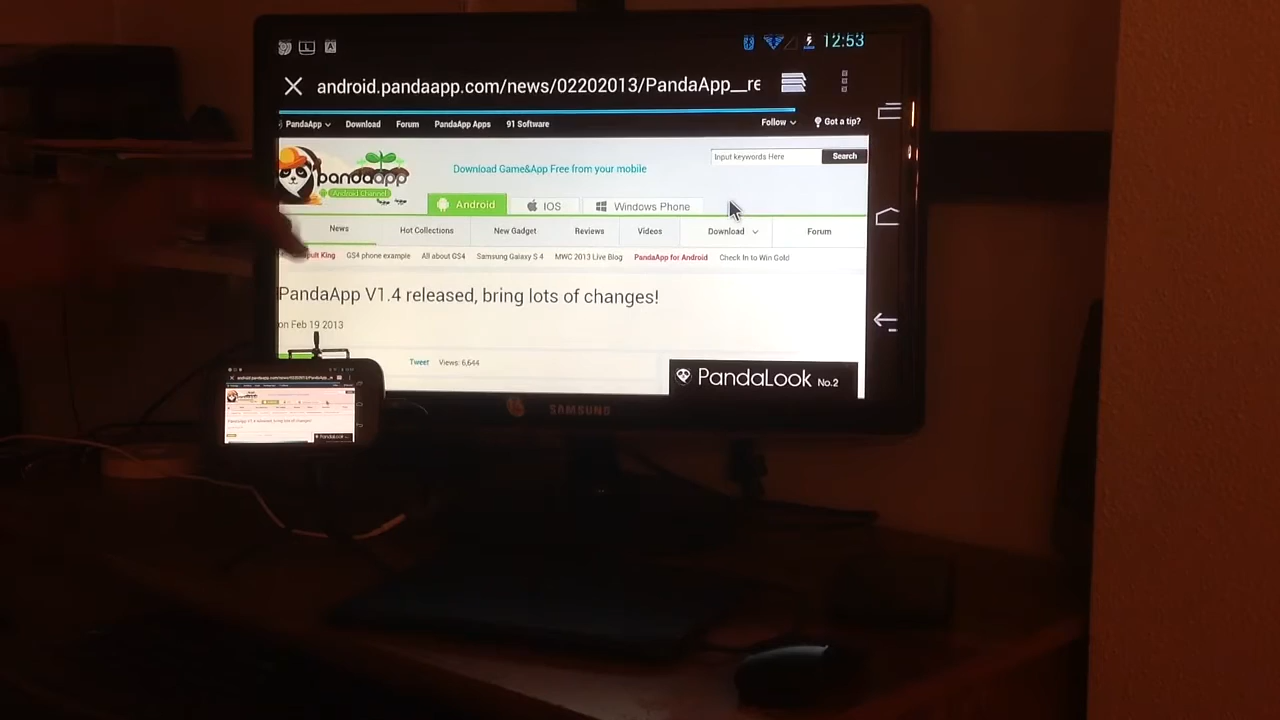 12:53
android.pandaapp.com/news/02202013/PandaApp__re
PandaApp Download Forum PandaApp Apps 91 Software Follow Got a tip?
pandaapp
Android Channel
Download Game&App Free from your mobile
Input keywords Here Search
Android IOS Windows Phone
News Hot Collections New Gadget Reviews Videos Download Forum
King GS4 phone example All about GS4 Samsung Galaxy S 4 MWC 2013 Live Blog PandaApp for Android Check In to Win Gold
PandaApp V1.4 released, bring lots of changes!
on Feb 19 2013
Tweet Views: 6,644
PandaLook No.2
SAMSUNG